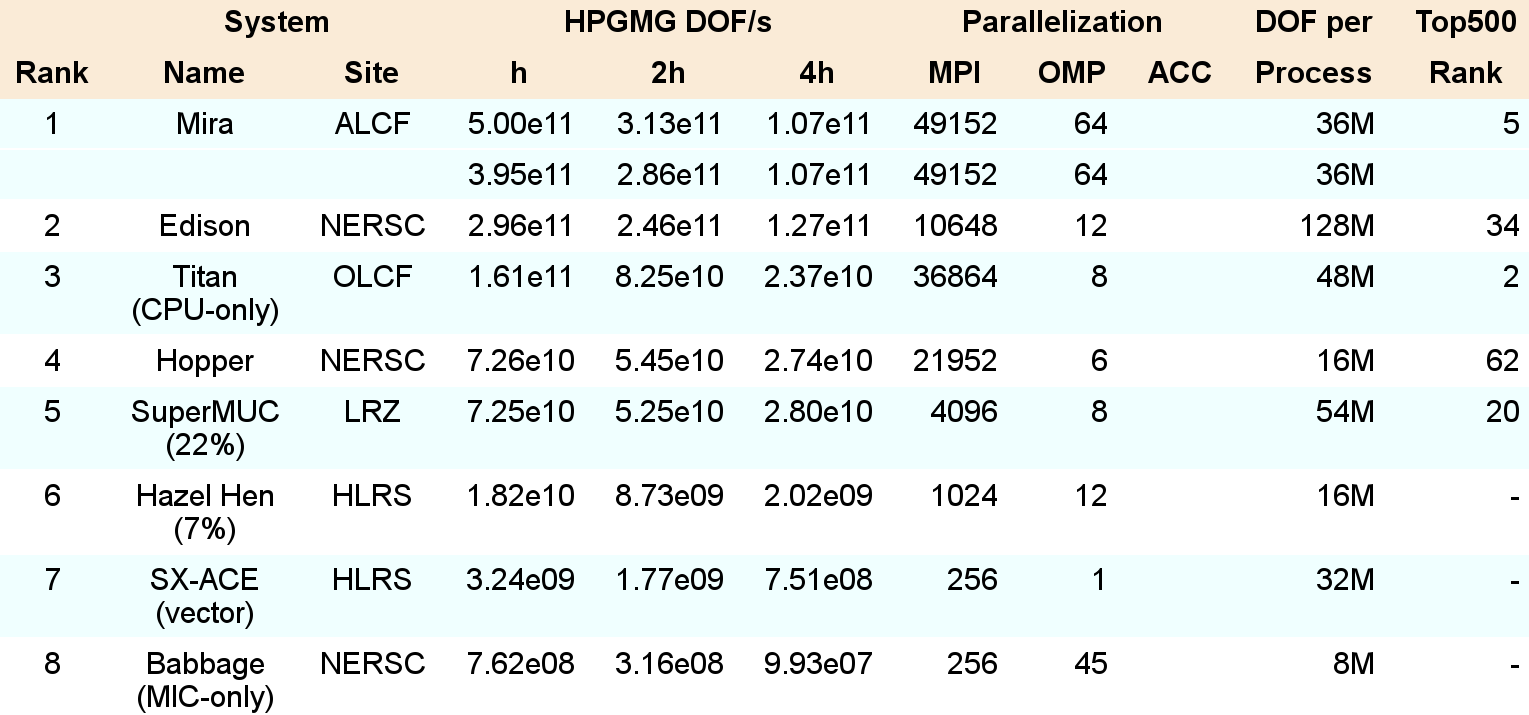 System HPGMG DOF/s Parallelization DOF per Top500
Rank Name Site h 2h 4h MPI OMP ACC Process Rank
1 Mira ALCF 5.00e11 3.13e11 1.07e11 49152 64 36M 5
3.95e11 2.86e11 1.07e11 49152 64 36M
2 Edison NERSC 2.96e11 2.46e11 1.27e11 10648 12 128M 34
3 Titan OLCF 1.61e11 8.25e10 2.37e10 36864 8 48M 2
(CPU-only)
4 Hopper NERSC 7.26e10 5.45e10 2.74e10 21952 6 16M 62
5 SuperMUC LRZ 7.25e10 5.25e10 2.80e10 4096 8 54M 20
(22%)
6 Hazel Hen HLRS 1.82e10 8.73e09 2.02e09 1024 12 16M -
(7%)
7 SX-ACE HLRS 3.24e09 1.77e09 7.51e08 256 1 32M -
(vector)
8 Babbage NERSC 7.62e08 3.16e08 9.93e07 256 45 8M -
(MIC-only)